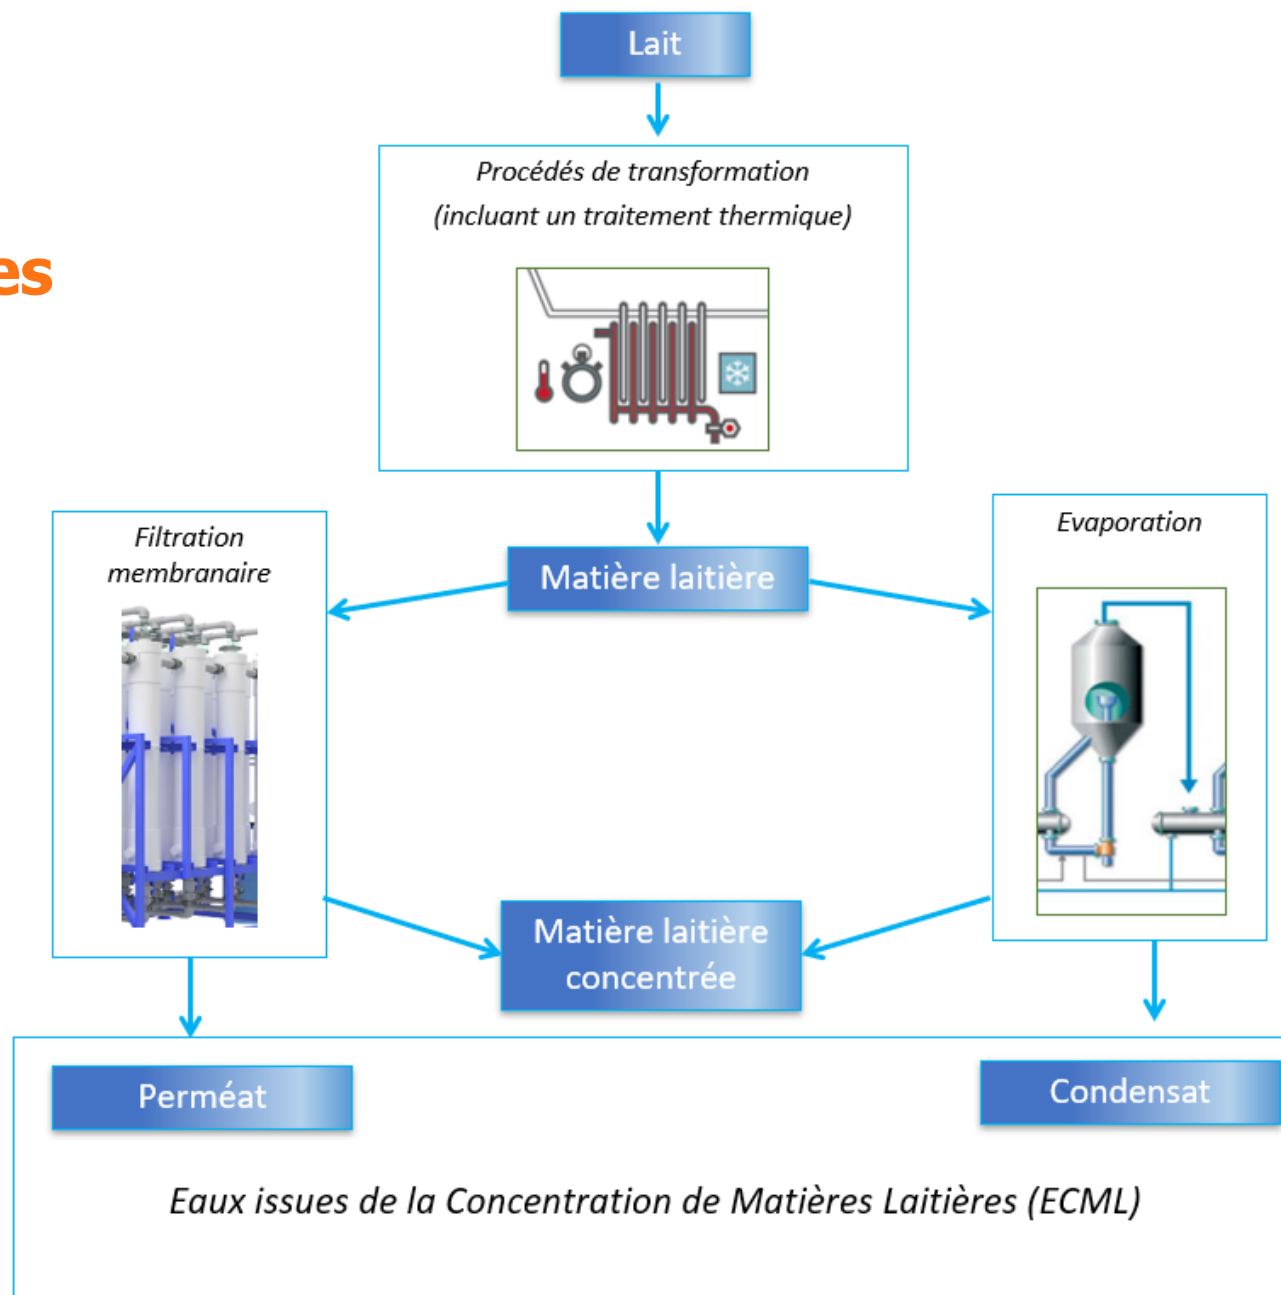 Lait
Procédés de transformation
(incluant un traitement thermique)
es
Filtration
membranaire
Matière laitière
Evaporation
Matière laitière
concentrée
Perméat
Condensat
Eaux issues de la Concentration de Matières Laitières (ECML)